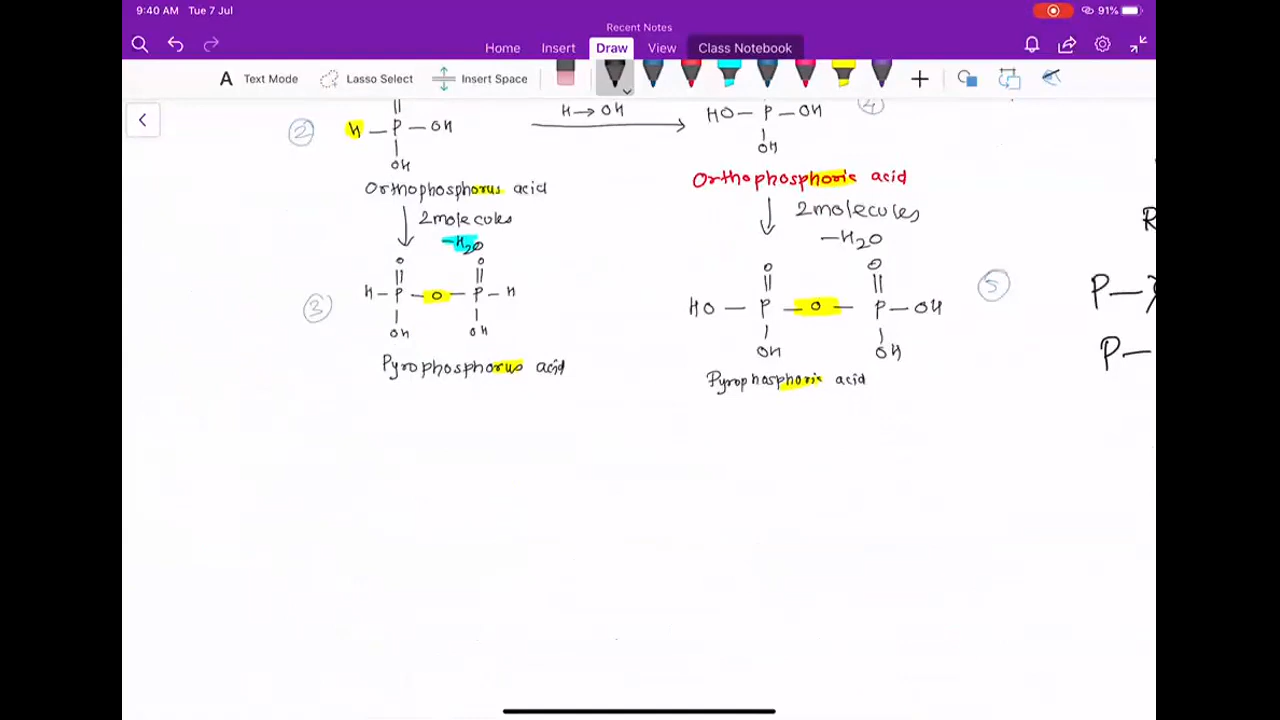 9:40 AM Tue 7 Jul
91%
Recent Notes
Home Insert Draw View Class Notebook
A Text Mode Lasso Select Insert Space
O
||
② H — P — OH
|
OH
Orthophosphorus acid
H → OH
HO — P — OH ④
|
OH
Orthophosphoric acid
2 molecules
—H2O
2 molecules
—H2O
③
O O
|| ||
H — P — O — P — H
| |
OH OH
Pyrophosphorus acid
⑤
O O
|| ||
HO — P — O — P — OH
| |
OH OH
Pyrophosphoric acid
R
P —
P —